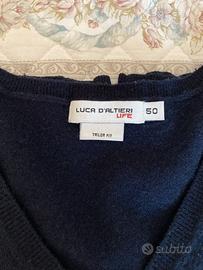 LUCA D'ALTIERI
LIFE
50
TAILOR FIT
subito